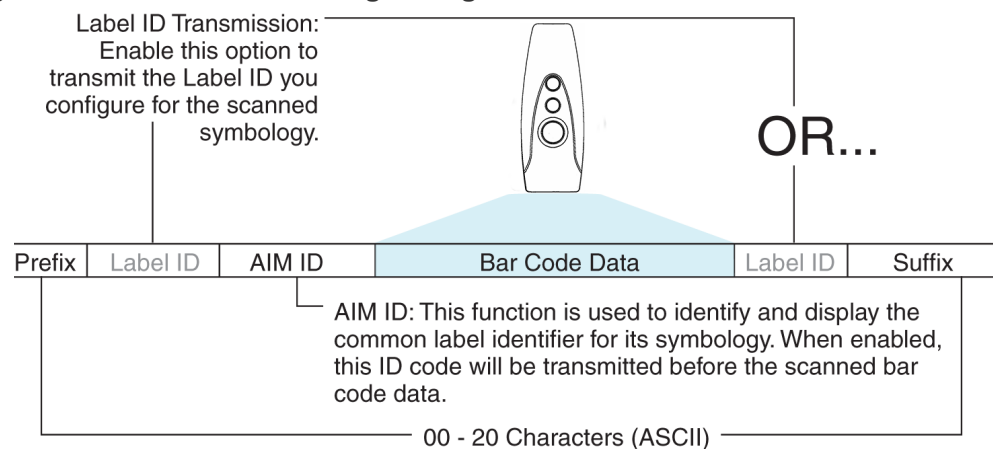 Label ID Transmission:
Enable this option to
transmit the Label ID you
configure for the scanned
symbology.
OR...
Prefix Label ID AIM ID Bar Code Data Label ID Suffix
AIM ID: This function is used to identify and display the
common label identifier for its symbology. When enabled,
this ID code will be transmitted before the scanned bar
code data.
00 - 20 Characters (ASCII)